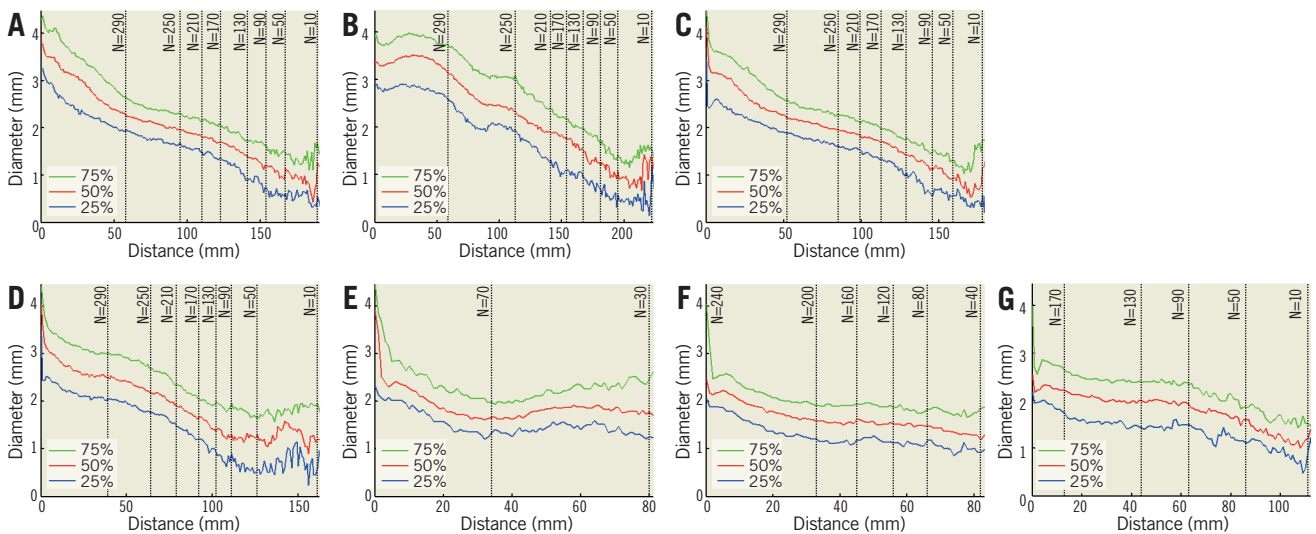 A
N=290
N=250
N=210
N=170
N=130
N=90
N=50
N=10
Diameter (mm)
4
3
2
1
0
75%
50%
25%
0
50
100
150
Distance (mm)
B
N=290
N=250
N=210
N=170
N=130
N=90
N=50
N=10
Diameter (mm)
4
3
2
1
0
75%
50%
25%
0
50
100
150
200
Distance (mm)
C
N=290
N=250
N=210
N=170
N=130
N=90
N=50
N=10
Diameter (mm)
4
3
2
1
0
75%
50%
25%
0
50
100
150
Distance (mm)
D
N=290
N=250
N=210
N=170
N=130
N=90
N=50
N=10
Diameter (mm)
4
3
2
1
0
75%
50%
25%
0
50
100
150
Distance (mm)
E
N=70
N=30
Diameter (mm)
4
3
2
1
0
75%
50%
25%
0
20
40
60
80
Distance (mm)
F
N=240
N=200
N=160
N=120
N=80
N=40
Diameter (mm)
4
3
2
1
0
75%
50%
25%
0
20
40
60
80
Distance (mm)
G
N=170
N=130
N=90
N=50
N=10
Diameter (mm)
4
3
2
1
0
75%
50%
25%
0
20
40
60
80
100
Distance (mm)